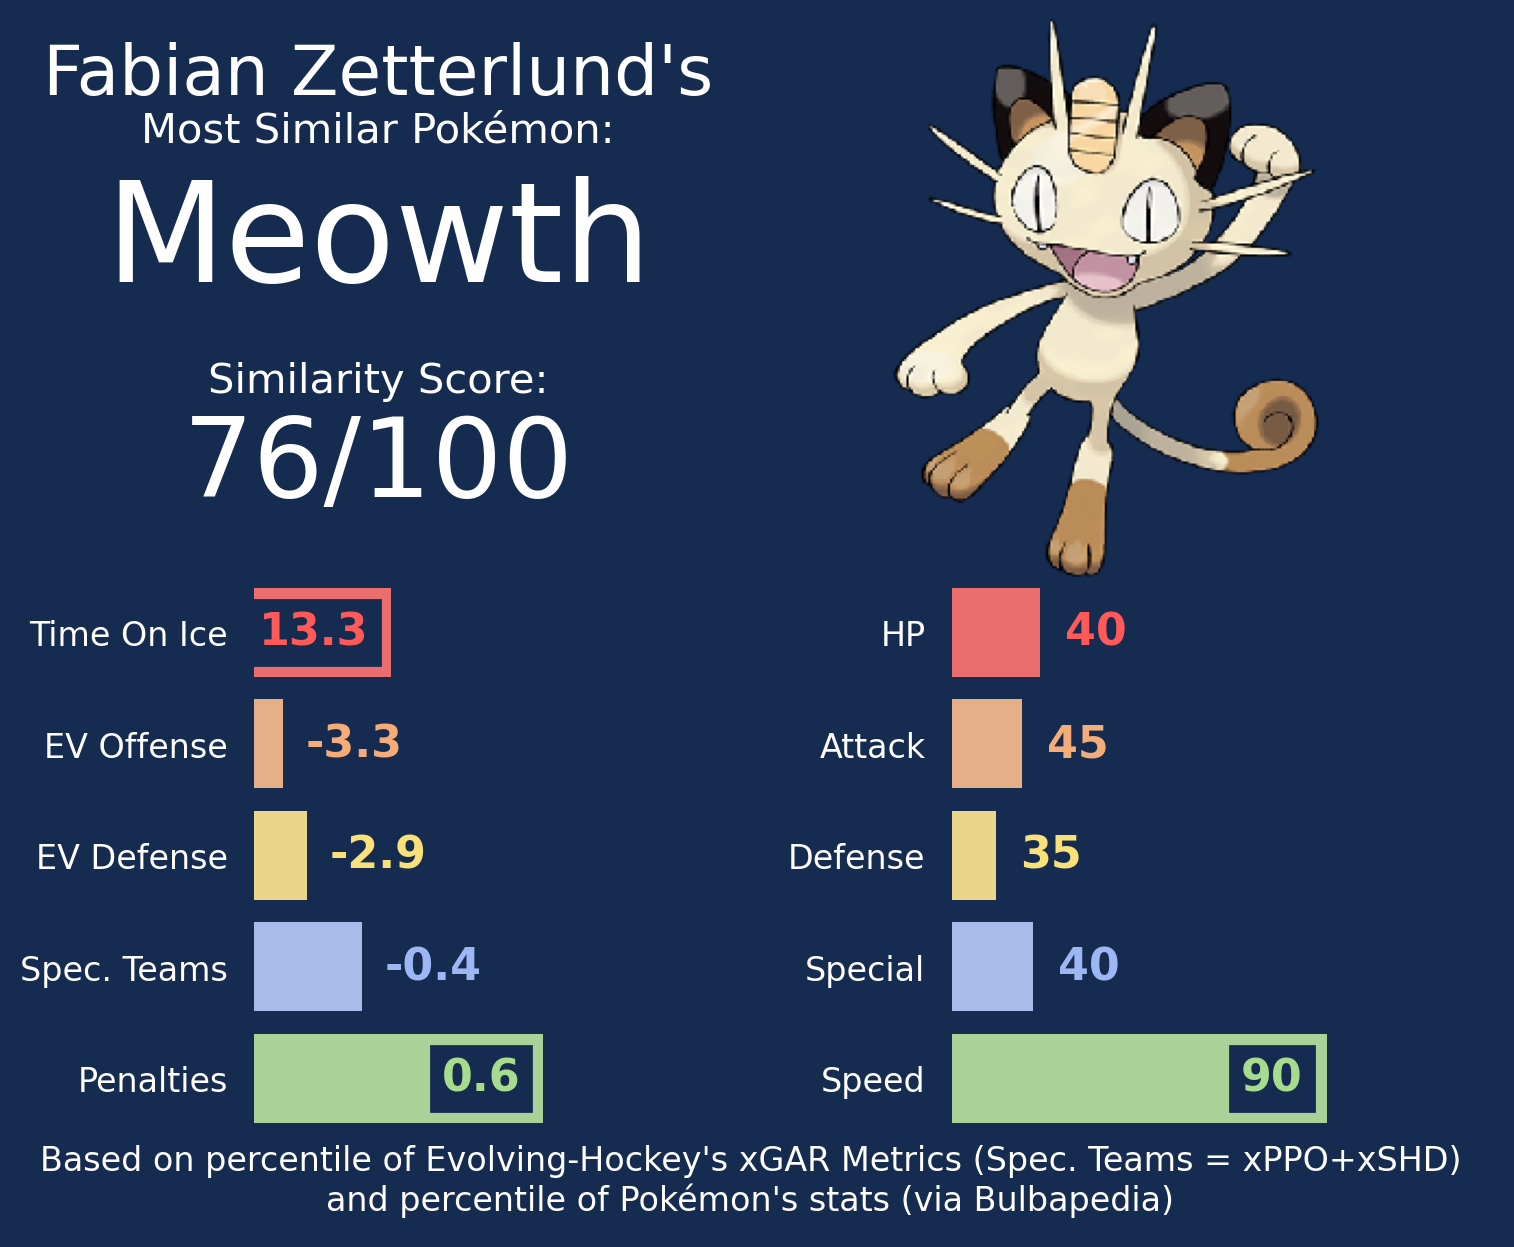 Fabian Zetterlund's
Most Similar Pokémon:
Meowth
Similarity Score:
76/100
Time On Ice 13.3
EV Offense -3.3
EV Defense -2.9
Spec. Teams -0.4
Penalties 0.6
HP 40
Attack 45
Defense 35
Special 40
Speed 90
Based on percentile of Evolving-Hockey's xGAR Metrics (Spec. Teams = xPPO+xSHD)
and percentile of Pokémon's stats (via Bulbapedia)